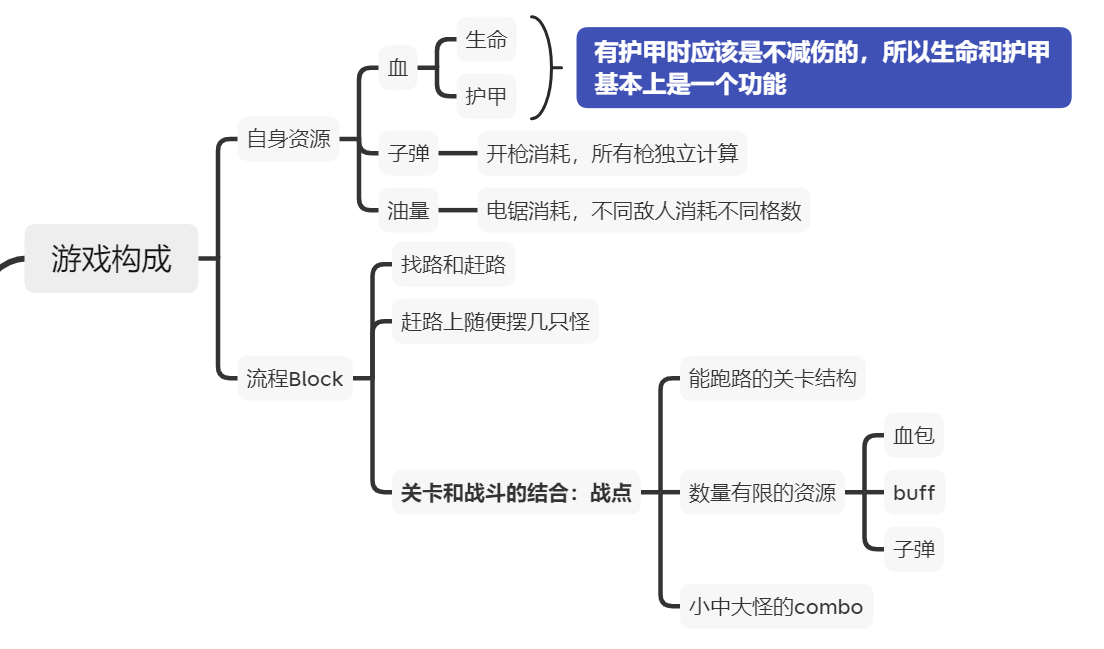 游戏构成
自身资源
血
生命
护甲
有护甲时应该是不减伤的，所以生命和护甲
基本上是一个功能
子弹
开枪消耗，所有枪独立计算
油量
电锯消耗，不同敌人消耗不同格数
流程Block
找路和赶路
赶路上随便摆几只怪
关卡和战斗的结合：战点
能跑路的关卡结构
数量有限的资源
血包
buff
子弹
小中大怪的combo